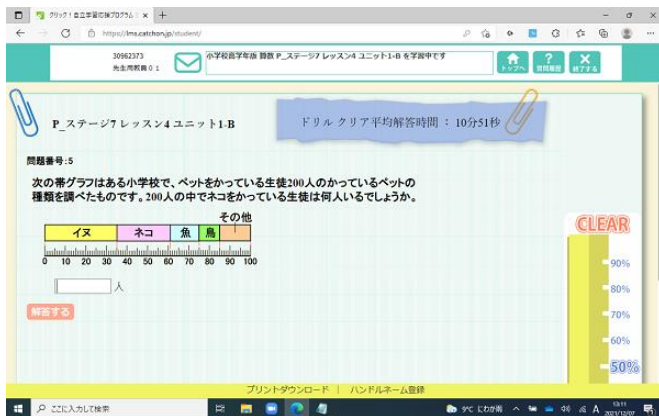 クリック！自立学習応援プログラム
https://lms.catchon.jp/student/
30962373
先生用教員０１
小学校高学年版 算数 P_ステージ7 レッスン4 ユニット1-B を学習中です
トップへ
質問履歴
終了する
P_ステージ7 レッスン4 ユニット1-B
ドリル クリア平均解答時間 ： 10分51秒
問題番号:5
次の帯グラフはある小学校で、ペットをかっている生徒200人のかっているペットの
種類を調べたものです。200人の中でネコをかっている生徒は何人いるでしょうか。
その他
イヌ ネコ 魚 鳥
0 10 20 30 40 50 60 70 80 90 100
人
解答する
CLEAR
90%
80%
70%
60%
50%
プリントダウンロード | ハンドルネーム登録
ここに入力して検索
9°C にわか雨
A
13:11
2021/12/07